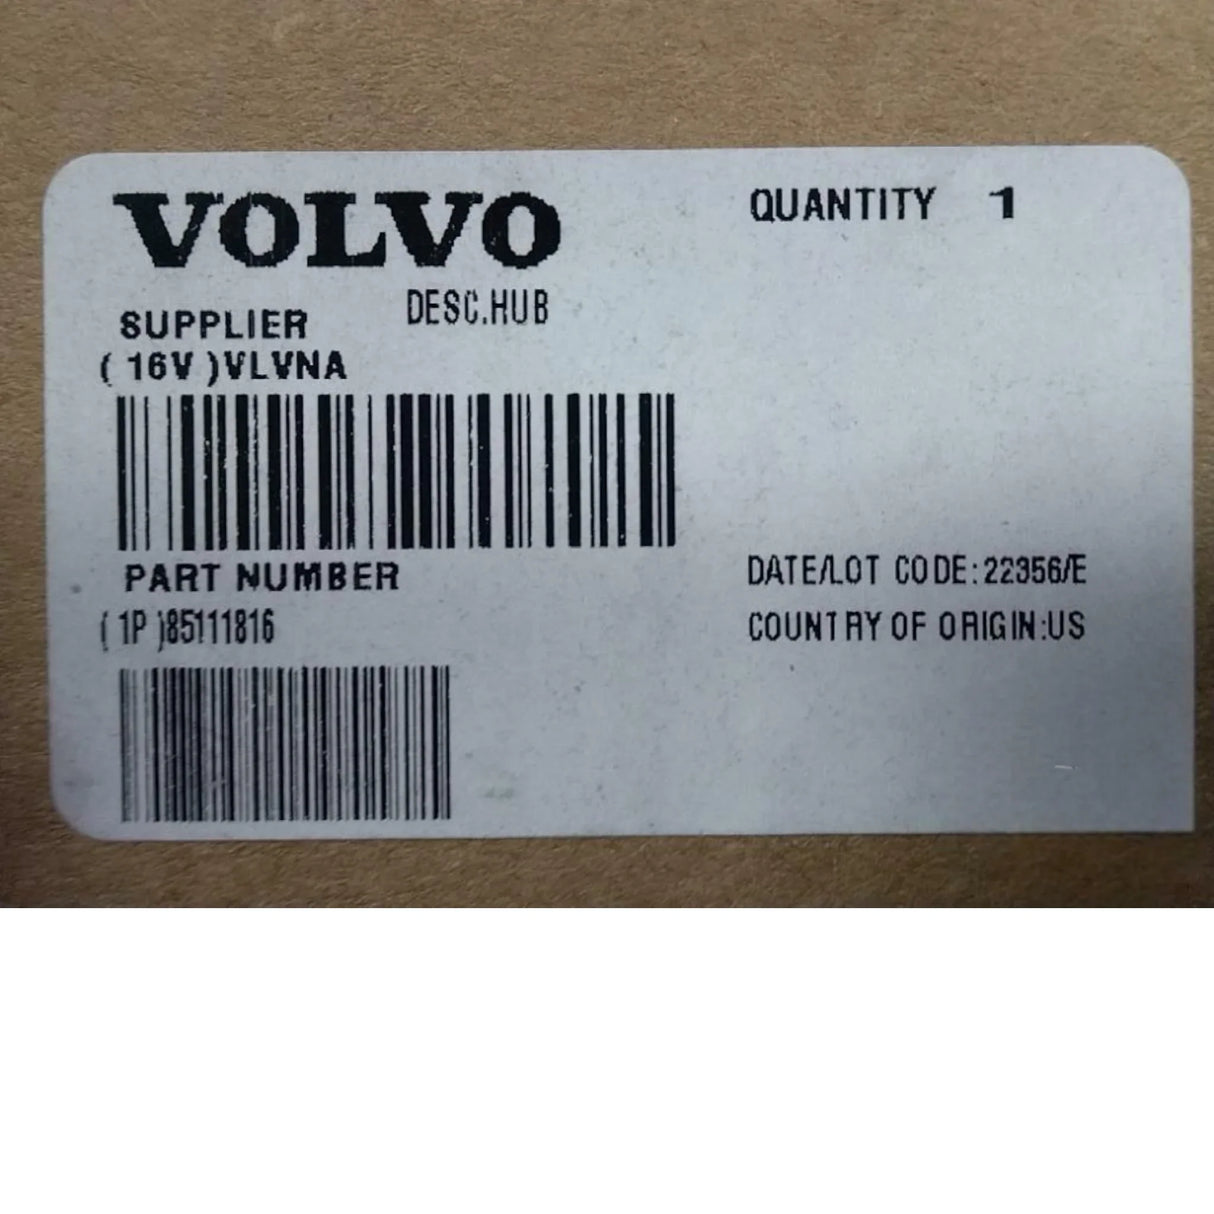 VOLVO
QUANTITY 1
DESC.HUB
SUPPLIER
( 16V )VLVNA
PART NUMBER
( 1P )85111816
DATE/LOT CODE:22356/E
COUNTRY OF ORIGIN:US